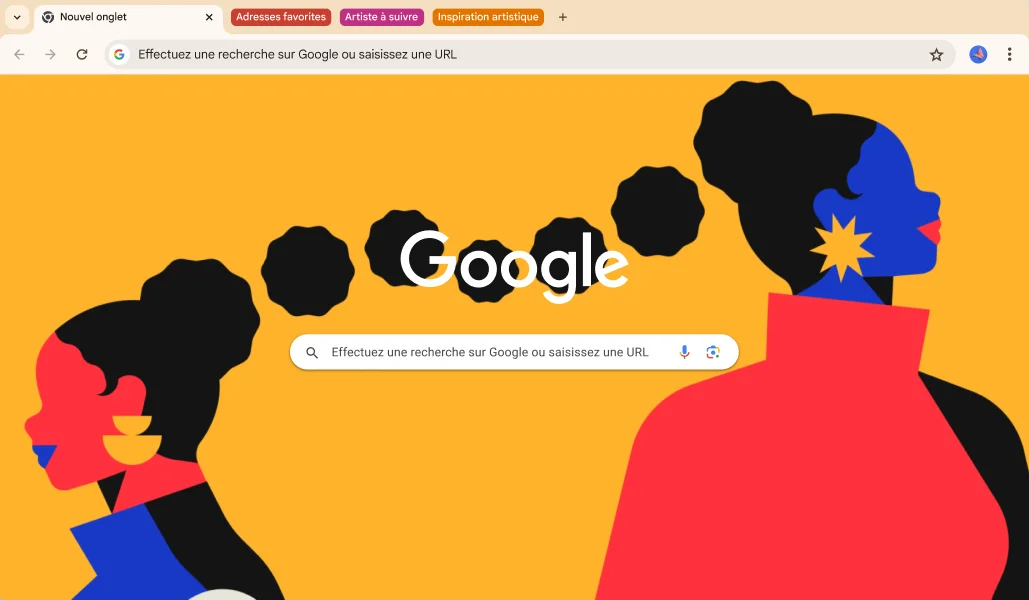 Nouvel onglet
Adresses favorites
Artiste à suivre
Inspiration artistique
Effectuez une recherche sur Google ou saisissez une URL
Google
Effectuez une recherche sur Google ou saisissez une URL